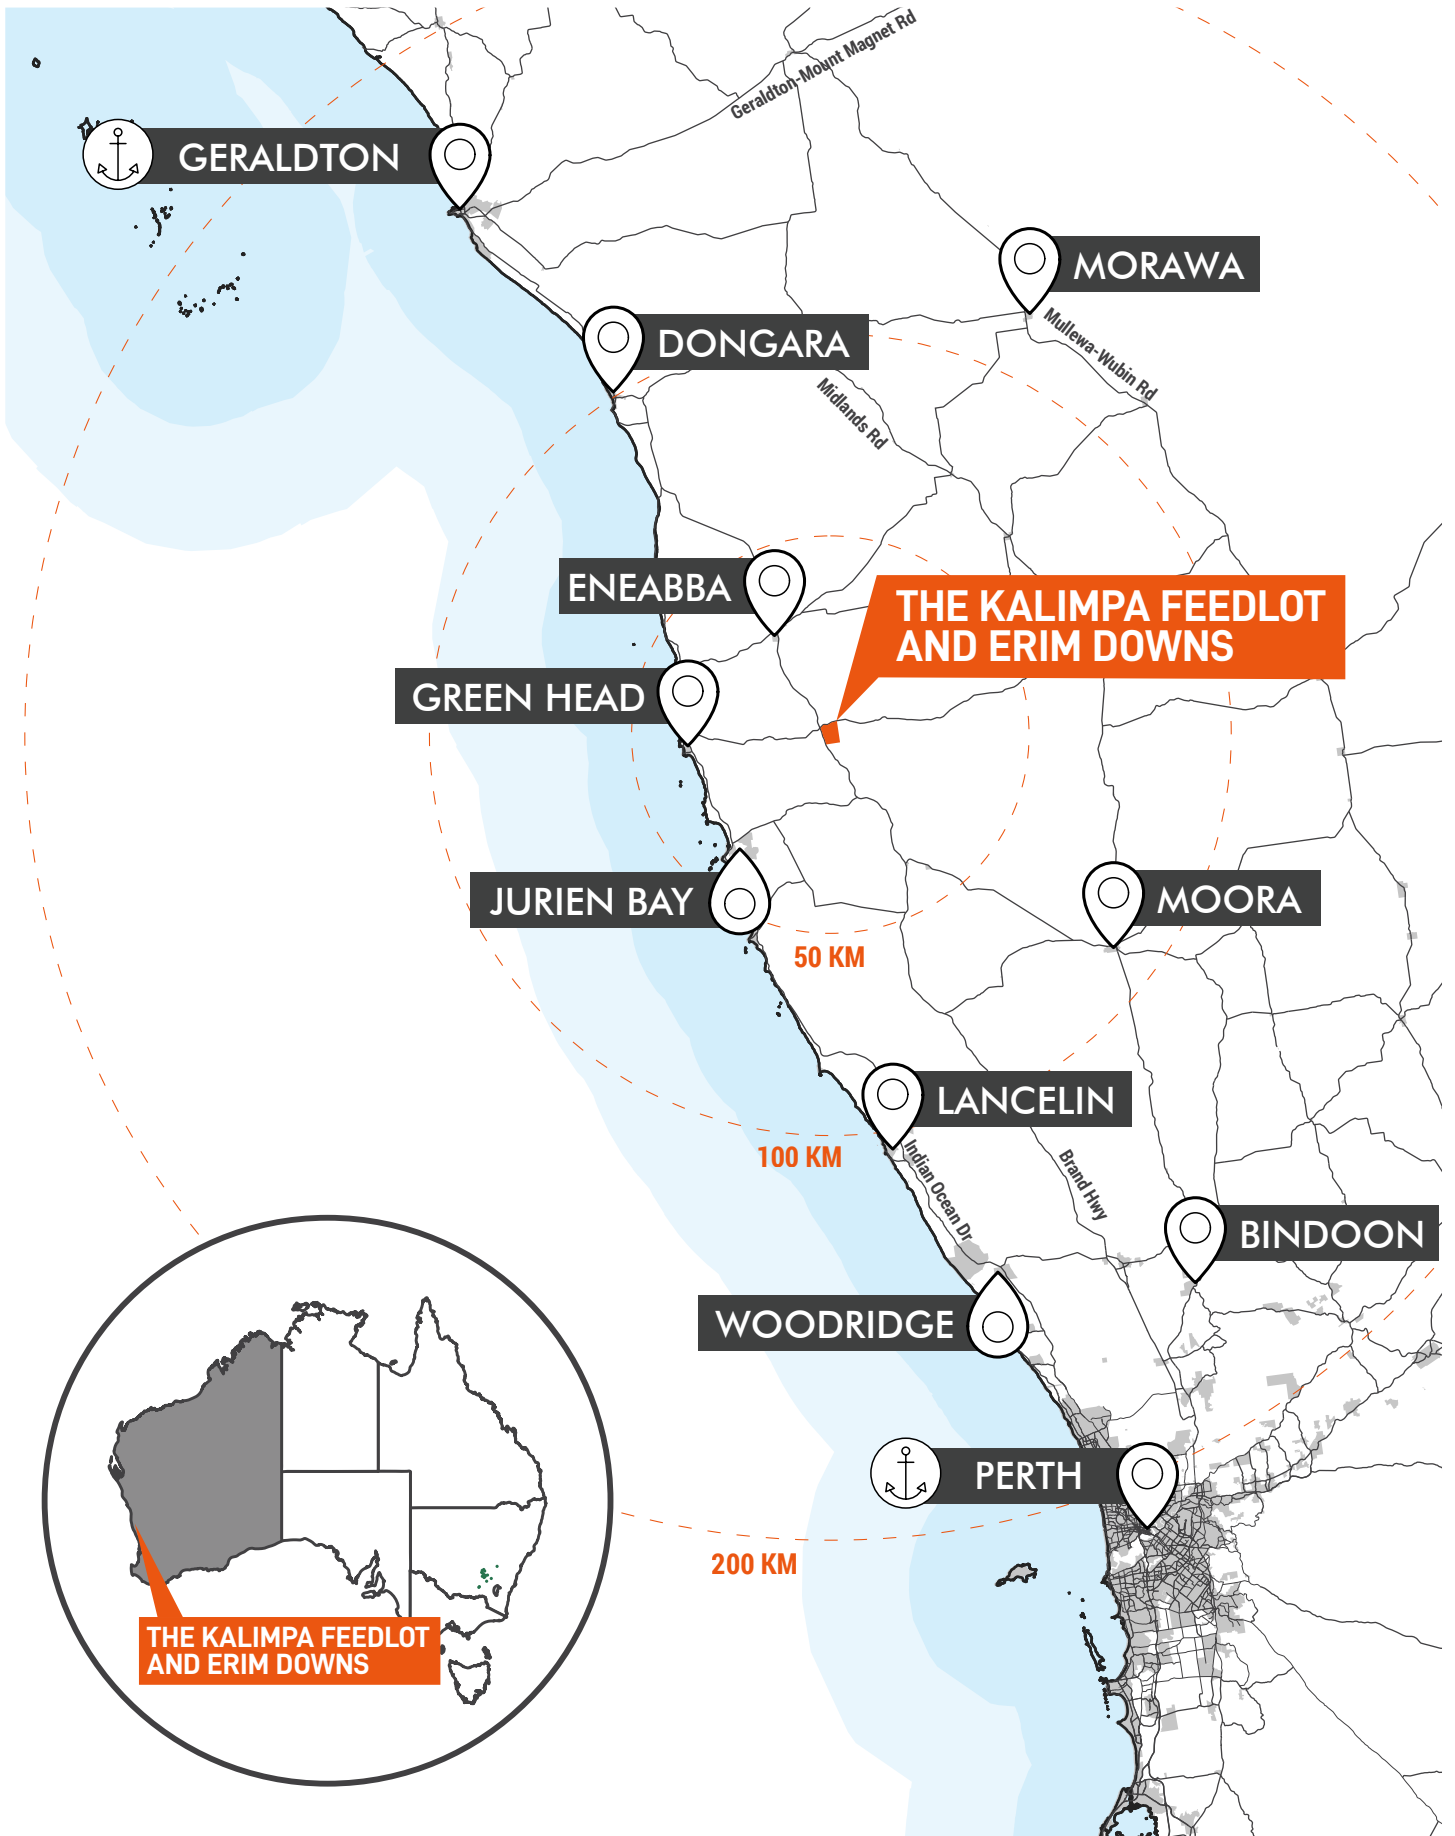 Geraldton-Mount Magnet Rd
GERALDTON
MORAWA
Mullewa-Wubin Rd
DONGARA
Midlands Rd
ENEABBA
THE KALIMPA FEEDLOT
AND ERIM DOWNS
GREEN HEAD
JURIEN BAY
MOORA
50 KM
LANCELIN
100 KM
Indian Ocean Dr
Brand Hwy
BINDOON
WOODRIDGE
PERTH
200 KM
THE KALIMPA FEEDLOT
AND ERIM DOWNS